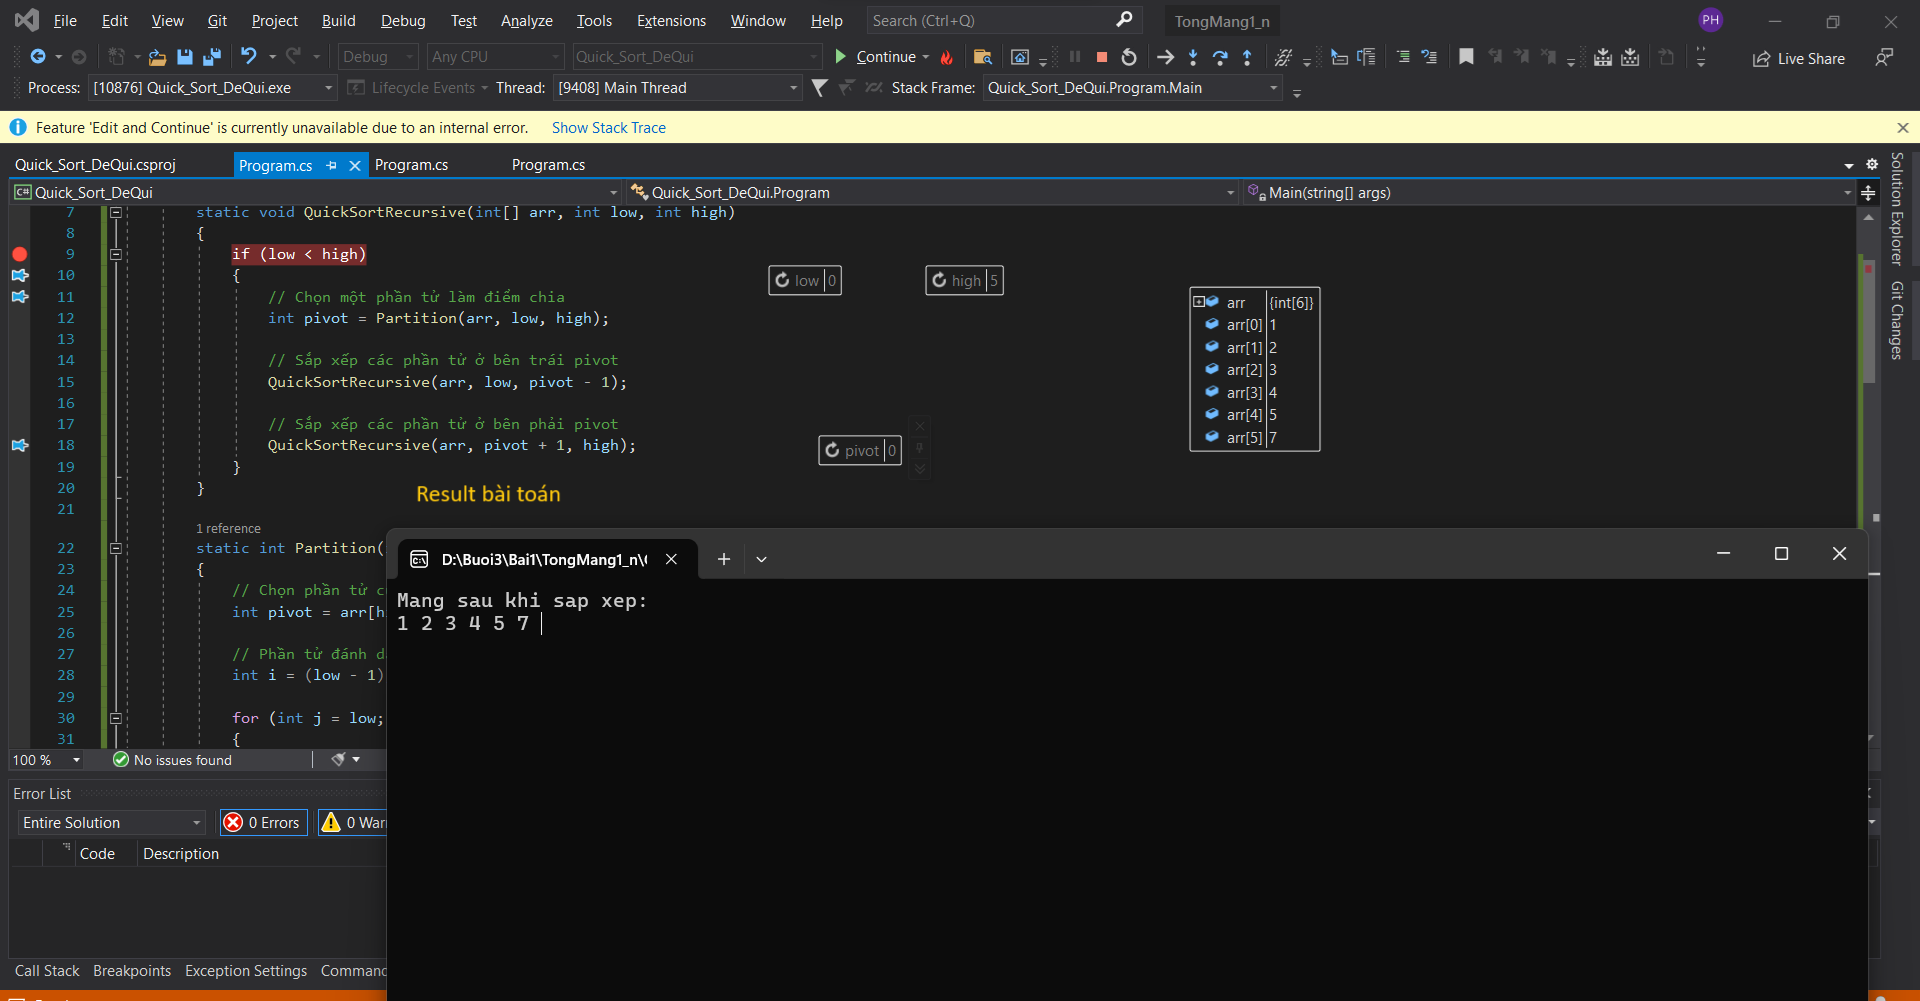 File Edit View Git Project Build Debug Test Analyze Tools Extensions Window Help Search (Ctrl+Q) TongMang1_n PH
Debug Any CPU Quick_Sort_DeQui Continue Live Share
Process: [10876] Quick_Sort_DeQui.exe Lifecycle Events Thread: [9408] Main Thread Stack Frame: Quick_Sort_DeQui.Program.Main
Feature 'Edit and Continue' is currently unavailable due to an internal error. Show Stack Trace
Quick_Sort_DeQui.csproj Program.cs Program.cs Program.cs
C# Quick_Sort_DeQui Quick_Sort_DeQui.Program Main(string[] args)
Solution Explorer
Git Changes
7 static void QuickSortRecursive(int[] arr, int low, int high)
8 {
9 if (low < high)
10 {
low 0 high 5
11 // Chọn một phần tử làm điểm chia
12 int pivot = Partition(arr, low, high);
13
14 // Sắp xếp các phần tử ở bên trái pivot
15 QuickSortRecursive(arr, low, pivot - 1);
16
17 // Sắp xếp các phần tử ở bên phải pivot
18 QuickSortRecursive(arr, pivot + 1, high);
pivot 0
19 }
20 }
21
arr {int[6]}
arr[0] 1
arr[1] 2
arr[2] 3
arr[3] 4
arr[4] 5
arr[5] 7
Result bài toán
1 reference
22 static int Partition(
23 {
24 // Chọn phần tử c
25 int pivot = arr[h
26
27 // Phần tử đánh d
28 int i = (low - 1)
29
30 for (int j = low;
31 {
D:\Buoi3\Bai1\TongMang1_n\
Mang sau khi sap xep:
1 2 3 4 5 7
100 % No issues found
Error List
Entire Solution 0 Errors 0 War
Code Description
Call Stack Breakpoints Exception Settings Command